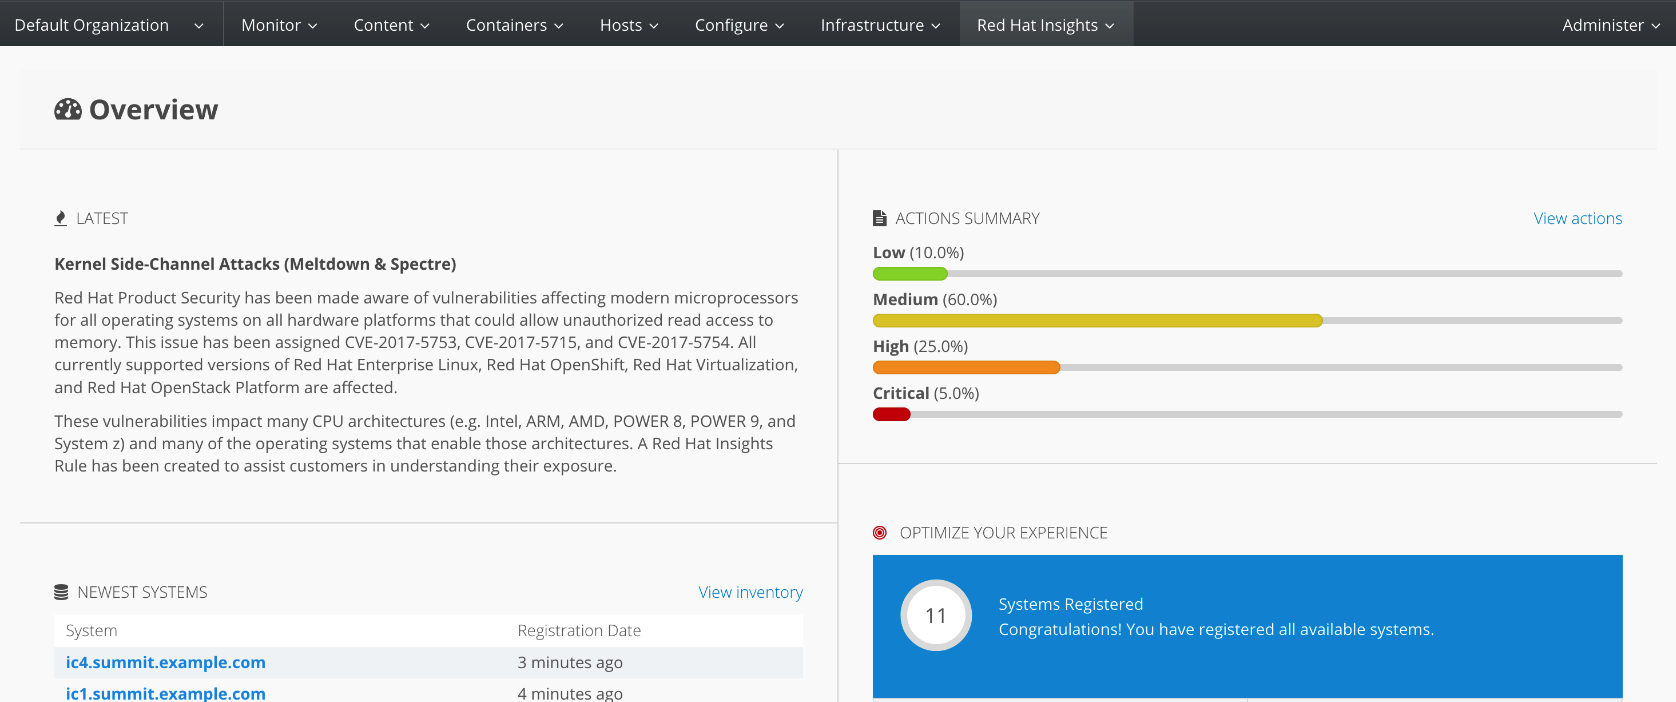 Default Organization Monitor Content Containers Hosts Configure Infrastructure Red Hat Insights Administer
Overview
LATEST
Kernel Side-Channel Attacks (Meltdown & Spectre)
Red Hat Product Security has been made aware of vulnerabilities affecting modern microprocessors
for all operating systems on all hardware platforms that could allow unauthorized read access to
memory. This issue has been assigned CVE-2017-5753, CVE-2017-5715, and CVE-2017-5754. All
currently supported versions of Red Hat Enterprise Linux, Red Hat OpenShift, Red Hat Virtualization,
and Red Hat OpenStack Platform are affected.
These vulnerabilities impact many CPU architectures (e.g. Intel, ARM, AMD, POWER 8, POWER 9, and
System z) and many of the operating systems that enable those architectures. A Red Hat Insights
Rule has been created to assist customers in understanding their exposure.
NEWEST SYSTEMS View inventory
System Registration Date
ic4.summit.example.com 3 minutes ago
ic1.summit.example.com 4 minutes ago
ACTIONS SUMMARY View actions
Low (10.0%)
Medium (60.0%)
High (25.0%)
Critical (5.0%)
OPTIMIZE YOUR EXPERIENCE
11
Systems Registered
Congratulations! You have registered all available systems.